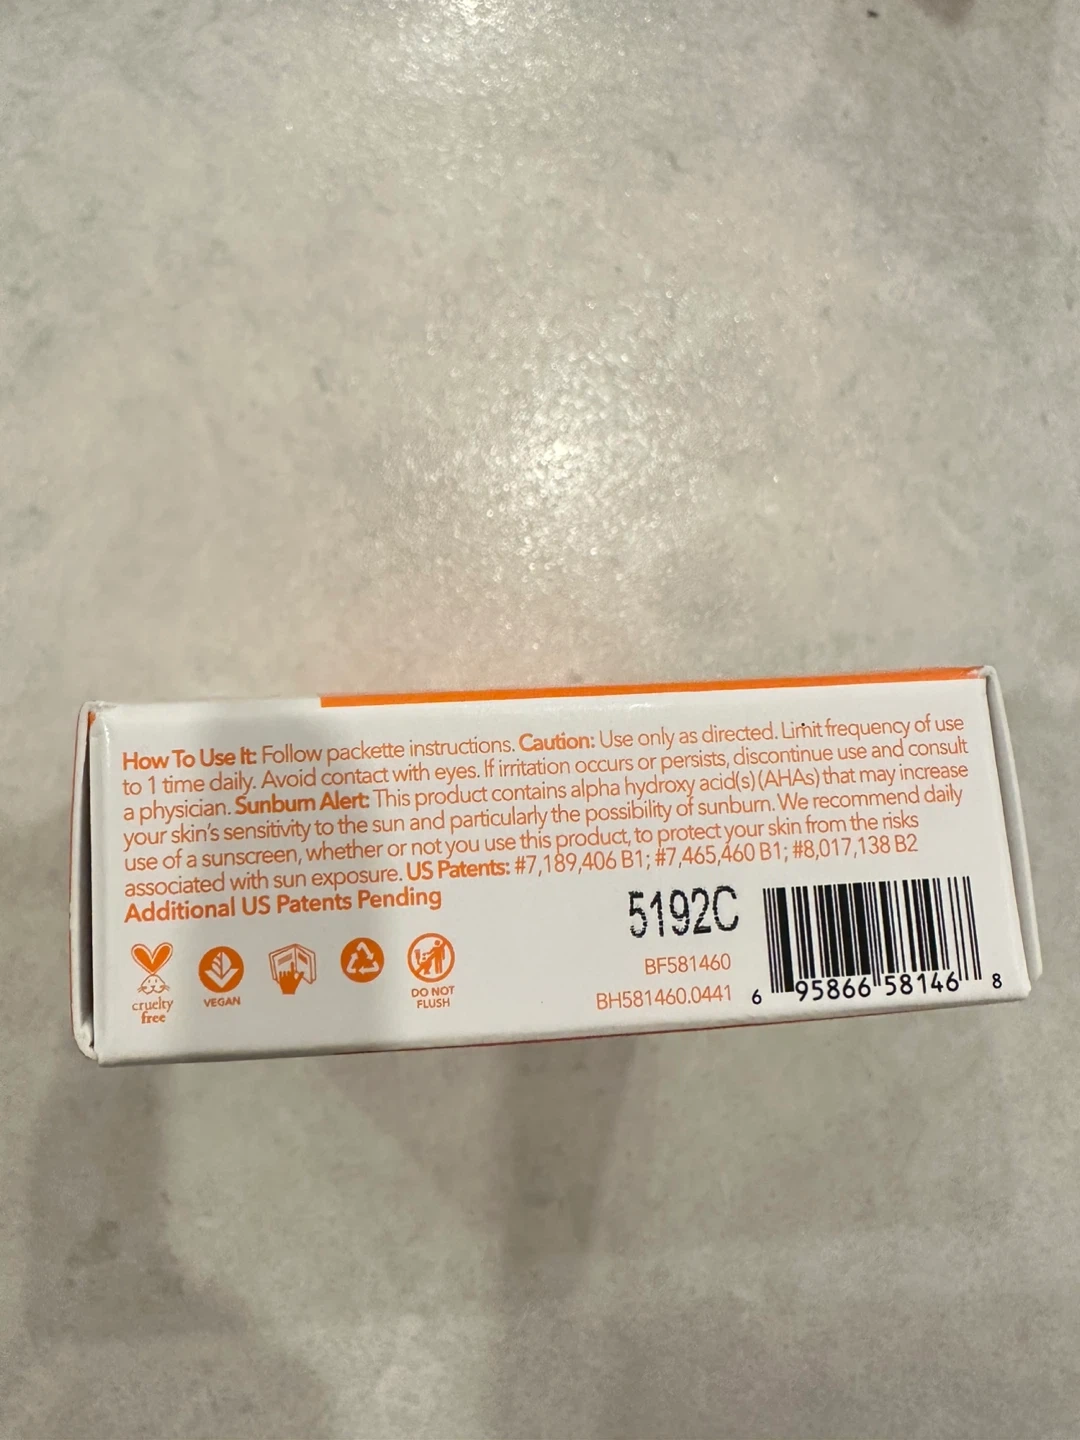 How To Use It: Follow packette instructions. Caution: Use only as directed. Limit frequency of use
to 1 time daily. Avoid contact with eyes. If irritation occurs or persists, discontinue use and consult
a physician. Sunburn Alert: This product contains alpha hydroxy acid(s) (AHAs) that may increase
your skin's sensitivity to the sun and particularly the possibility of sunburn. We recommend daily
use of a sunscreen, whether or not you use this product, to protect your skin from the risks
associated with sun exposure. US Patents: #7,189,406 B1; #7,465,460 B1; #8,017,138 B2
Additional US Patents Pending
5192C
BF581460
BH581460.0441
6 95866 58146 8
cruelty
free
VEGAN
DO NOT
FLUSH